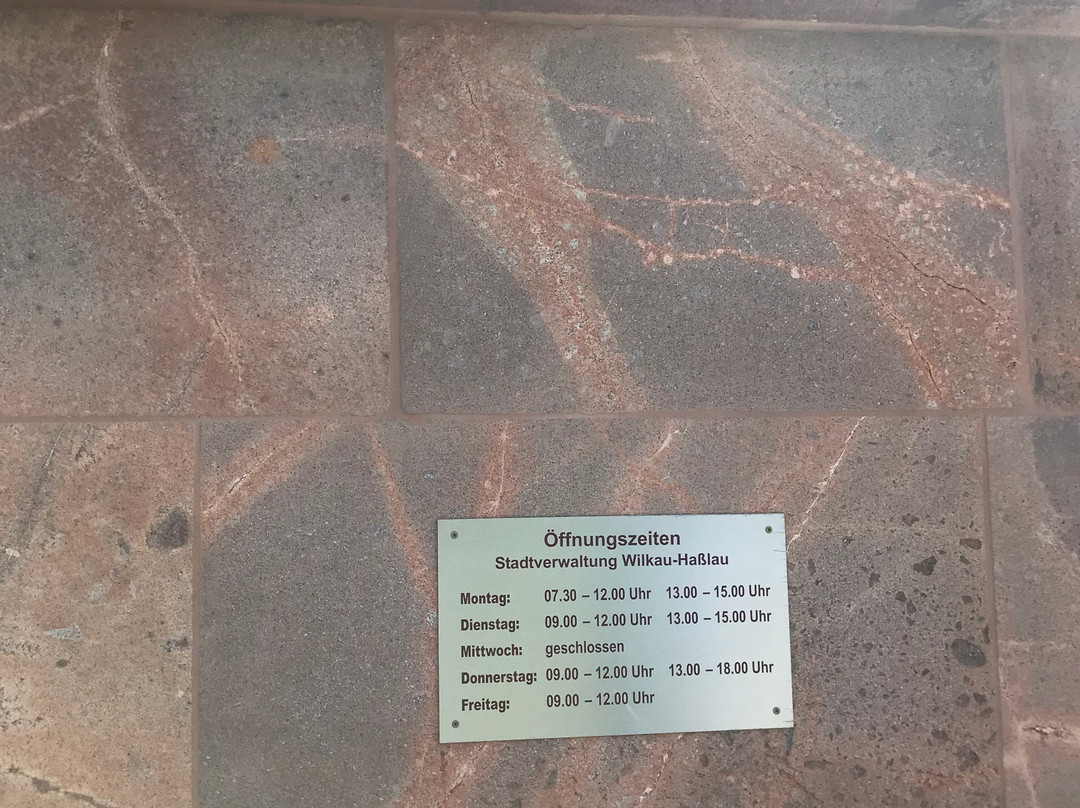 Öffnungszeiten
Stadtverwaltung Wilkau-Haßlau
Montag: 07.30 – 12.00 Uhr 13.00 – 15.00 Uhr
Dienstag: 09.00 – 12.00 Uhr 13.00 – 15.00 Uhr
Mittwoch: geschlossen
Donnerstag: 09.00 – 12.00 Uhr 13.00 – 18.00 Uhr
Freitag: 09.00 – 12.00 Uhr